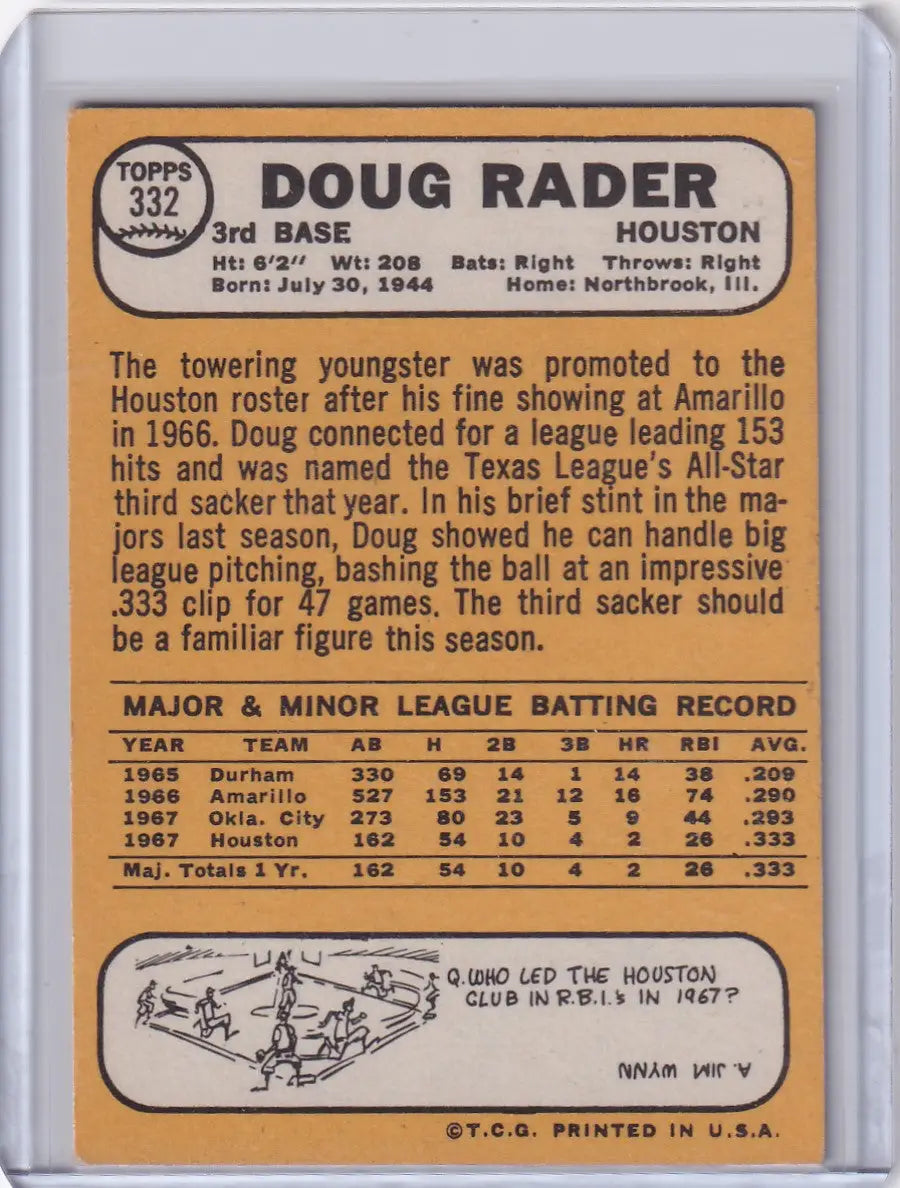 TOPPS
332
DOUG RADER
3rd BASE HOUSTON
Ht: 6'2" Wt: 208 Bats: Right Throws: Right
Born: July 30, 1944 Home: Northbrook, Ill.
The towering youngster was promoted to the
Houston roster after his fine showing at Amarillo
in 1966. Doug connected for a league leading 153
hits and was named the Texas League's All-Star
third sacker that year. In his brief stint in the ma-
jors last season, Doug showed he can handle big
league pitching, bashing the ball at an impressive
.333 clip for 47 games. The third sacker should
be a familiar figure this season.
MAJOR & MINOR LEAGUE BATTING RECORD
YEAR TEAM AB H 2B 3B HR RBI AVG.
1965 Durham 330 69 14 1 14 38 .209
1966 Amarillo 527 153 21 12 16 74 .290
1967 Okla. City 273 80 23 5 9 44 .293
1967 Houston 162 54 10 4 2 26 .333
Maj. Totals 1 Yr. 162 54 10 4 2 26 .333
Q. WHO LED THE HOUSTON
CLUB IN R.B.I.'s IN 1967?
A. JIM WYNN
©T.C.G. PRINTED IN U.S.A.